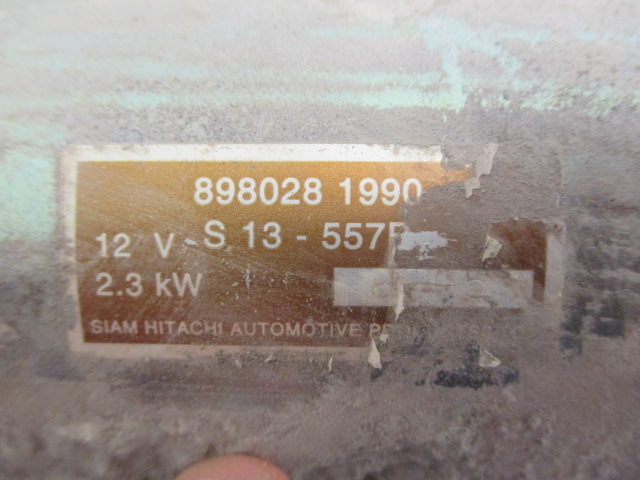 898028 1990
S 13 - 557
12 V
2.3 kW
SIAM HITACHI AUTOMOTIVE